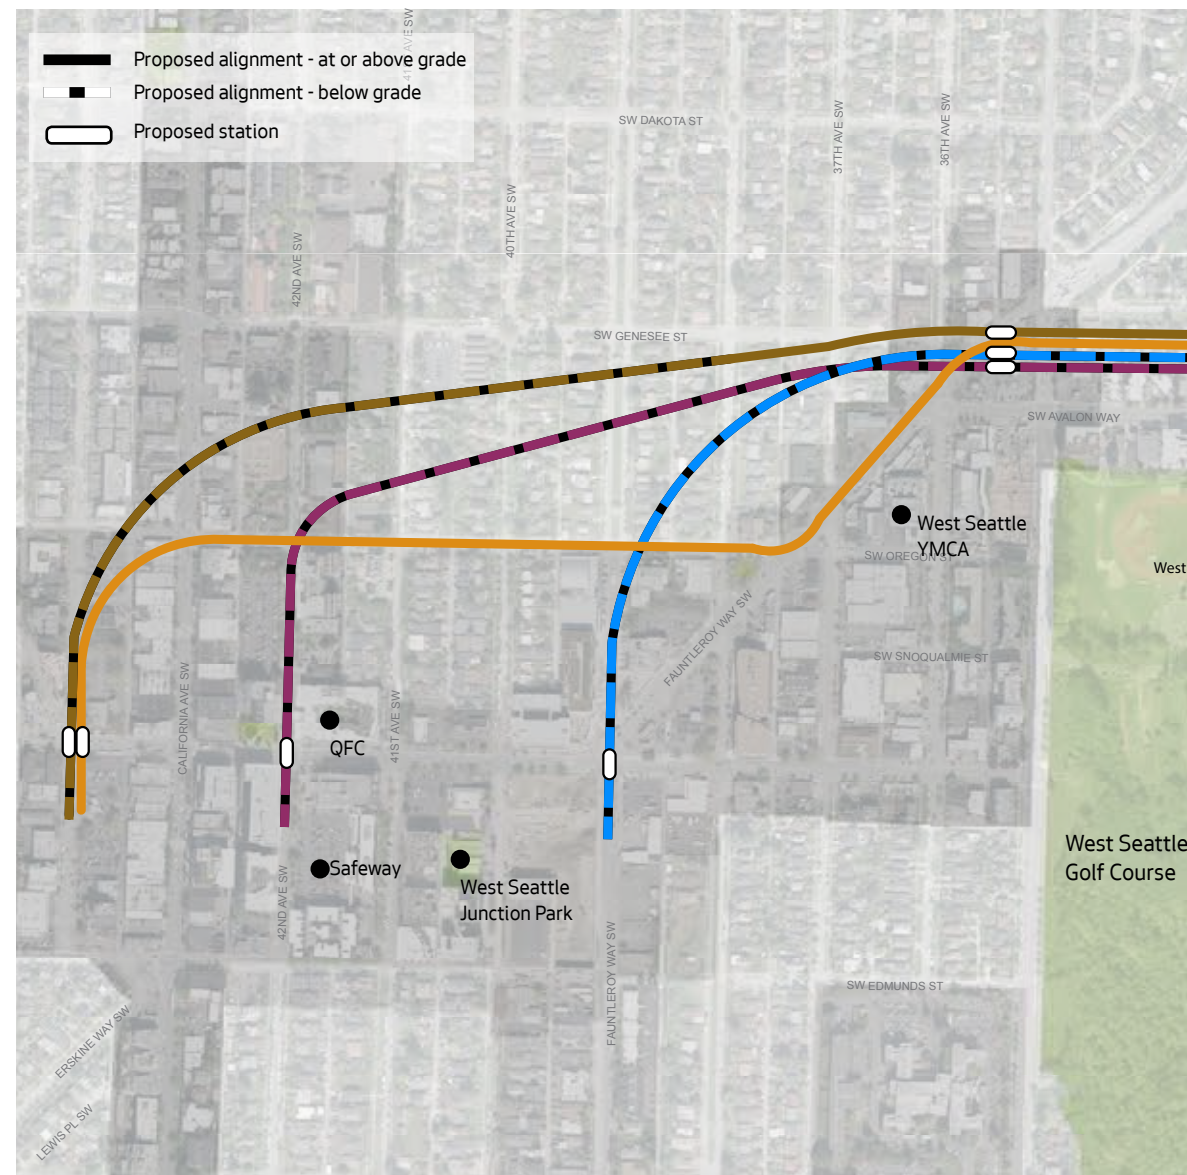 41ST AVE SW
Proposed alignment - at or above grade
Proposed alignment - below grade
Proposed station
SW DAKOTA ST
37TH AVE SW
36TH AVE SW
40TH AVE SW
42ND AVE SW
SW GENESEE ST
SW AVALON WAY
West Seattle
YMCA
SW OREGON ST
West
FAUNTLEROY WAY SW
SW SNOQUALMIE ST
CALIFORNIA AVE SW
41ST AVE SW
QFC
Safeway
West Seattle
Junction Park
West Seattle
Golf Course
42ND AVE SW
FAUNTLEROY WAY SW
SW EDMUNDS ST
ERSKINE WAY SW
LEWIS PL SW